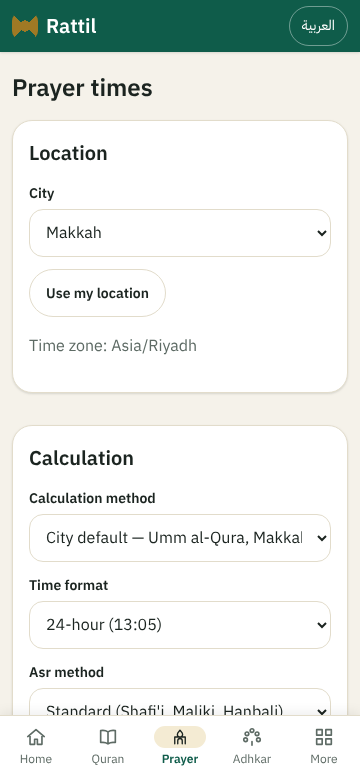 Rattil
العربية
Prayer times
Location
City
Makkah
Use my location
Time zone: Asia/Riyadh
Calculation
Calculation method
City default — Umm al-Qura, Makkal
Time format
24-hour (13:05)
Asr method
Standard (Shafi'i, Maliki, Hanbali)
Home
Quran
Prayer
Adhkar
More